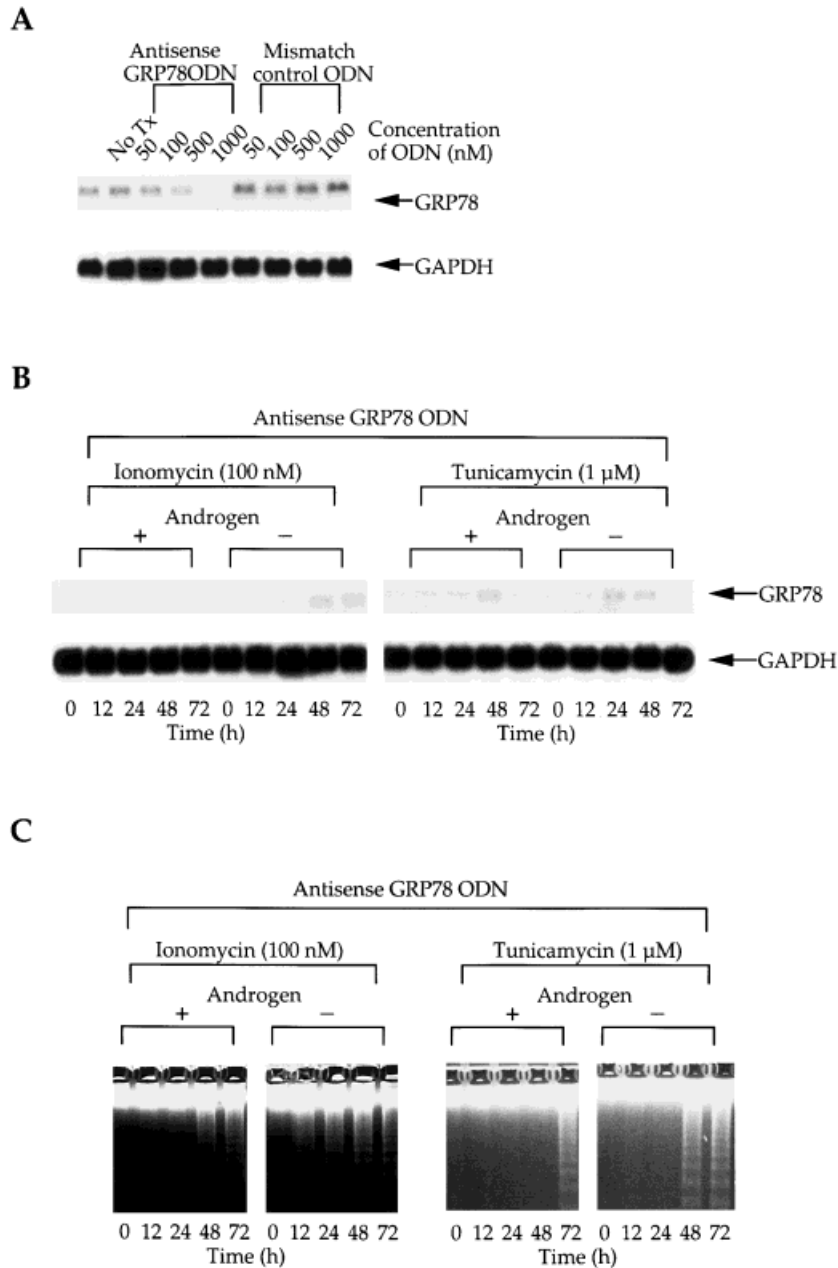 A
Antisense Mismatch
GRP78ODN control ODN
No Tx 50 100 500 1000 50 100 500 1000 Concentration
of ODN (nM)
GRP78
GAPDH
B
Antisense GRP78 ODN
Ionomycin (100 nM) Tunicamycin (1 µM)
Androgen Androgen
+ − + −
GRP78
GAPDH
0 12 24 48 72 0 12 24 48 72 0 12 24 48 72 0 12 24 48 72
Time (h) Time (h)
C
Antisense GRP78 ODN
Ionomycin (100 nM) Tunicamycin (1 µM)
Androgen Androgen
+ − + −
0 12 24 48 72 0 12 24 48 72 0 12 24 48 72 0 12 24 48 72
Time (h) Time (h)